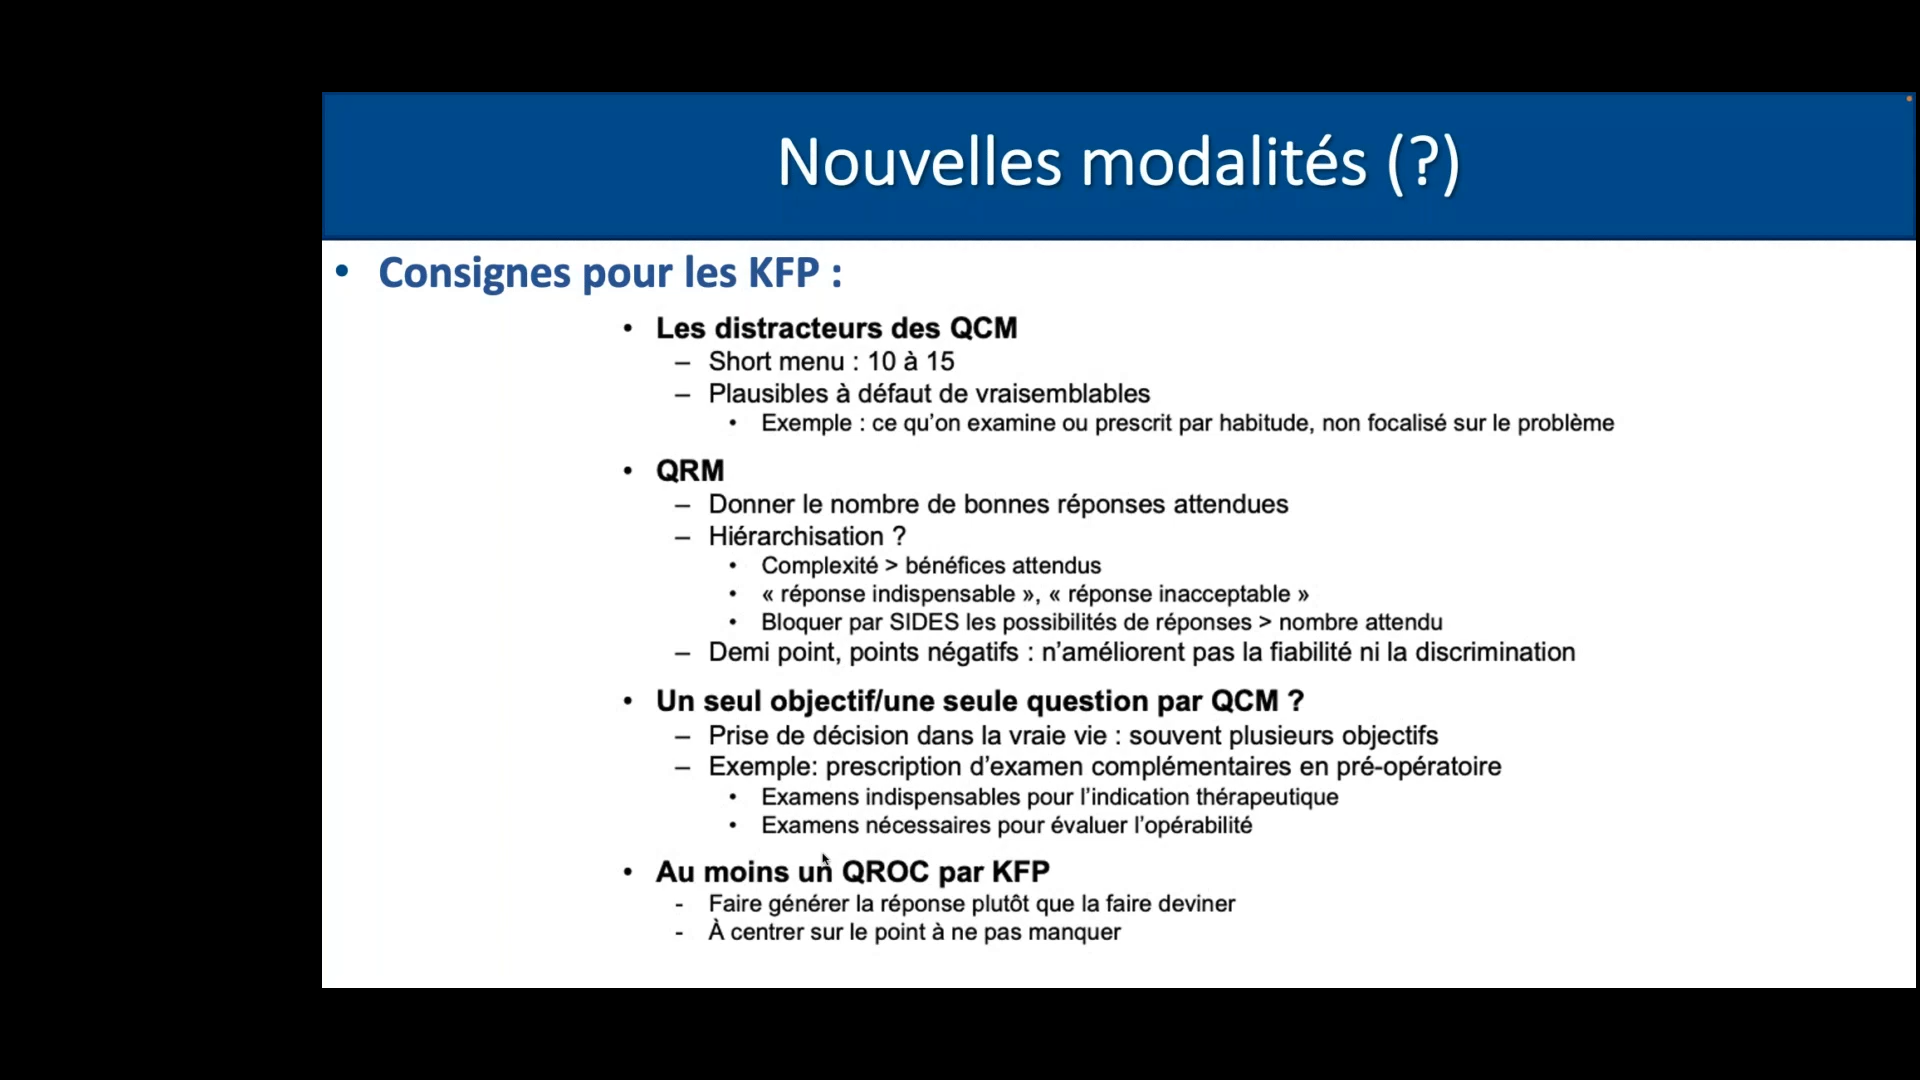 Nouvelles modalités (?)
• Consignes pour les KFP :
• Les distracteurs des QCM
– Short menu : 10 à 15
– Plausibles à défaut de vraisemblables
• Exemple : ce qu’on examine ou prescrit par habitude, non focalisé sur le problème
• QRM
– Donner le nombre de bonnes réponses attendues
– Hiérarchisation ?
• Complexité > bénéfices attendus
• « réponse indispensable », « réponse inacceptable »
• Bloquer par SIDES les possibilités de réponses > nombre attendu
– Demi point, points négatifs : n’améliorent pas la fiabilité ni la discrimination
• Un seul objectif/une seule question par QCM ?
– Prise de décision dans la vraie vie : souvent plusieurs objectifs
– Exemple: prescription d’examen complémentaires en pré-opératoire
• Examens indispensables pour l’indication thérapeutique
• Examens nécessaires pour évaluer l’opérabilité
• Au moins un QROC par KFP
- Faire générer la réponse plutôt que la faire deviner
- À centrer sur le point à ne pas manquer